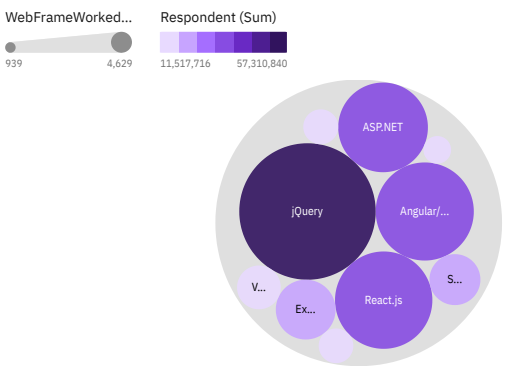 WebFrameWorked...
Respondent (Sum)
939
4,629
11,517,716
57,310,840
ASP.NET
jQuery
Angular/...
V...
S...
Ex...
React.js